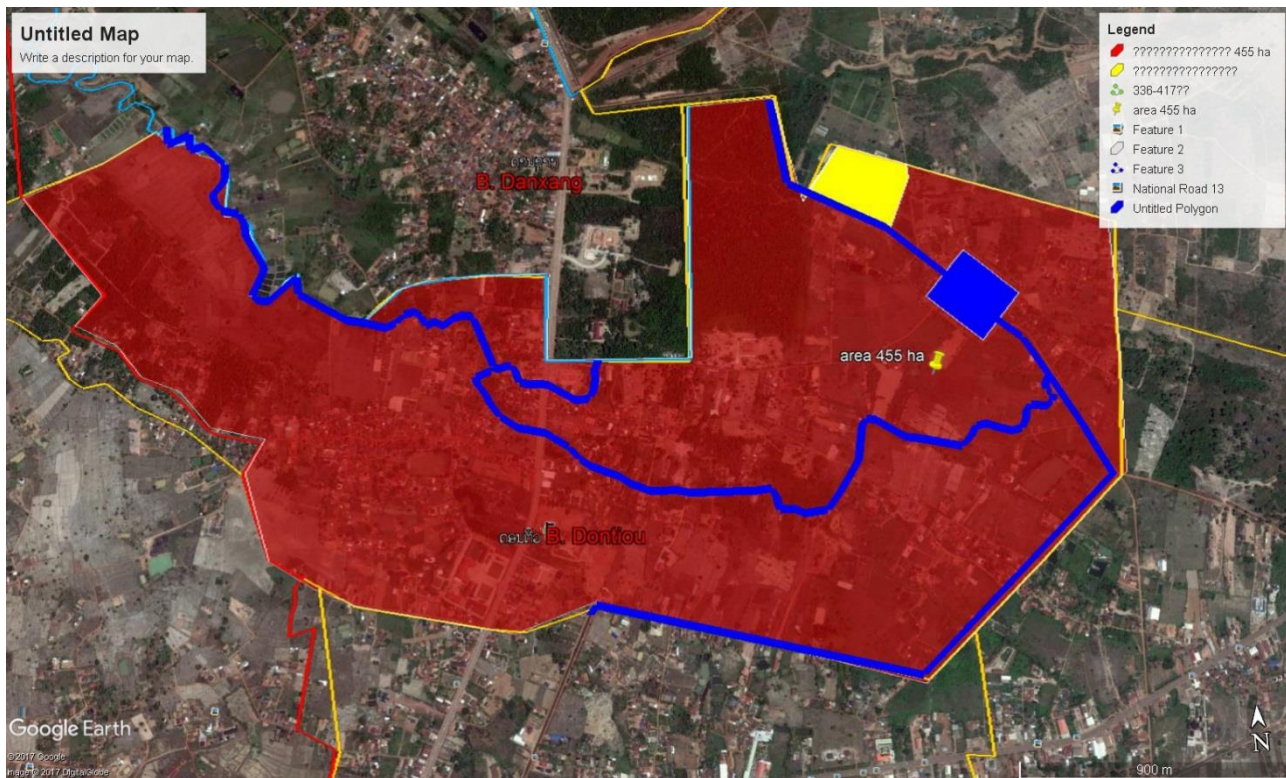 Untitled Map
Write a description for your map.
Legend
??????????????? 455 ha
????????????????
336-417??
area 455 ha
Feature 1
Feature 2
Feature 3
National Road 13
Untitled Polygon
B. Danxang
area 455 ha
B. Dontiou
Google Earth
©2017 Google
Image © 2017 DigitalGlobe
N
900 m